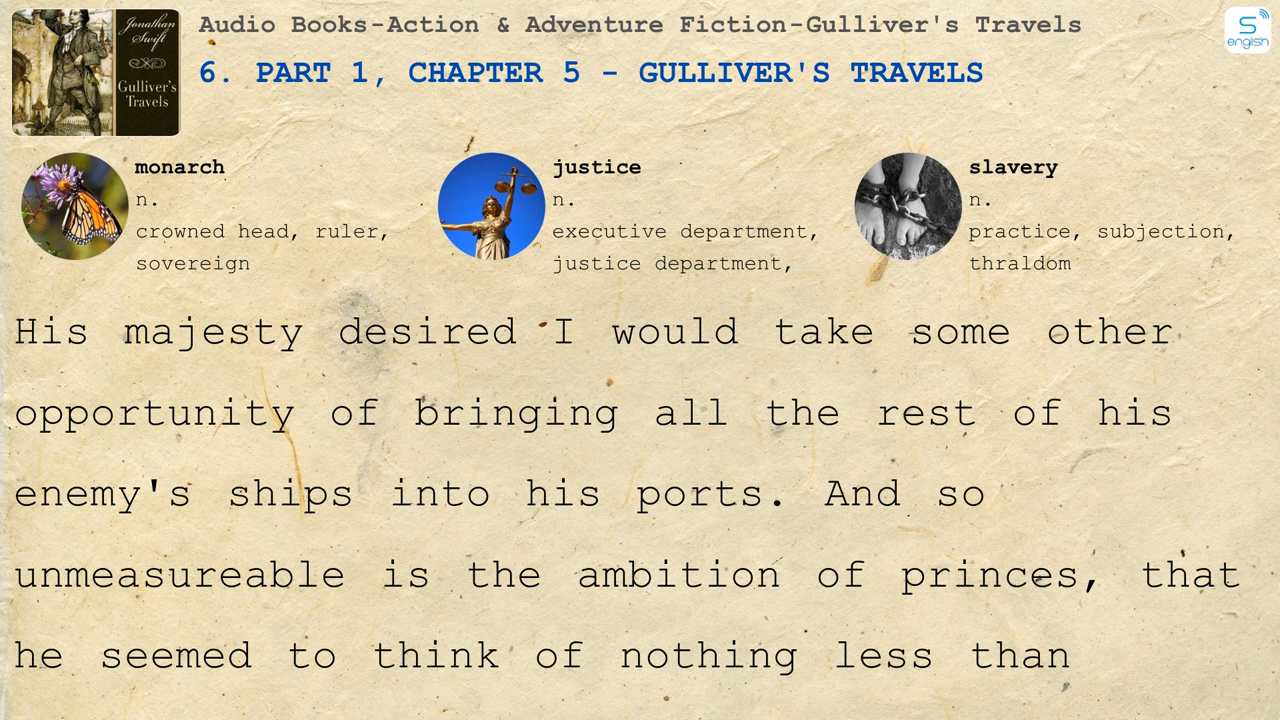 Jonathan
Swift
Gulliver's
Travels
Audio Books-Action & Adventure Fiction-Gulliver's Travels
6. PART 1, CHAPTER 5 - GULLIVER'S TRAVELS
S
english
monarch
n.
crowned head, ruler,
sovereign
justice
n.
executive department,
justice department,
slavery
n.
practice, subjection,
thraldom
His majesty desired I would take some other
opportunity of bringing all the rest of his
enemy's ships into his ports. And so
unmeasureable is the ambition of princes, that
he seemed to think of nothing less than